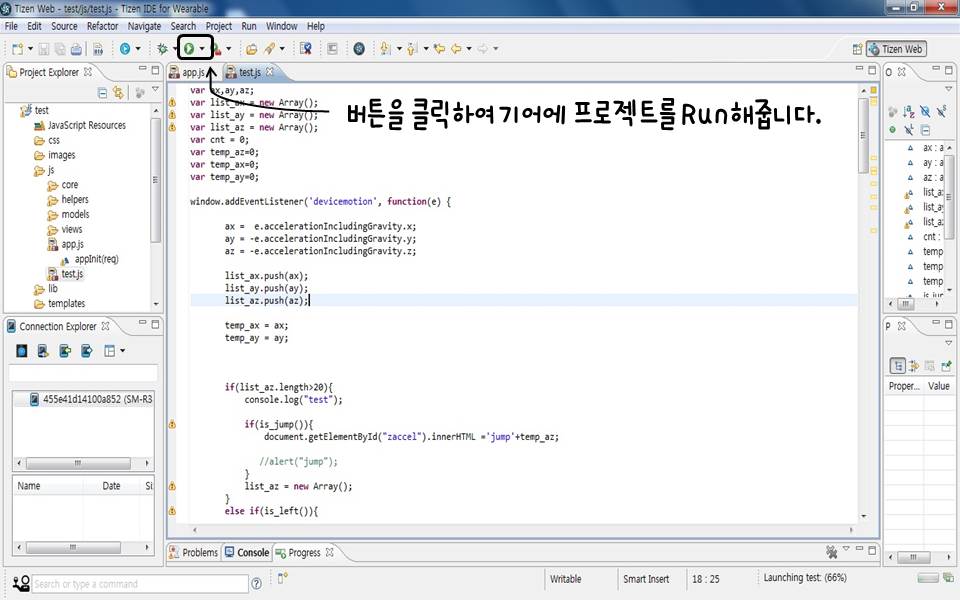 Tizen Web - test/js/test.js - Tizen IDE for Wearable
File Edit Source Refactor Navigate Search Project Run Window Help
Tizen Web
Project Explorer
test
JavaScript Resources
css
images
js
core
helpers
models
views
app.js
appInit(req)
test.js
lib
templates
Connection Explorer
455e41d14100a852 (SM-R3
Name Date Si
app.js test.js
var ax,ay,az;
var list_ax = new Array();
var list_ay = new Array();
var list_az = new Array();
var cnt = 0;
var temp_az=0;
var temp_ax=0;
var temp_ay=0;
버튼을 클릭하여 기어에 프로젝트를 Run해줍니다.
window.addEventListener('devicemotion', function(e) {
ax = e.accelerationIncludingGravity.x;
ay = -e.accelerationIncludingGravity.y;
az = -e.accelerationIncludingGravity.z;
list_ax.push(ax);
list_ay.push(ay);
list_az.push(az);
temp_ax = ax;
temp_ay = ay;
if(list_az.length>20){
console.log("test");
if(is_jump()){
document.getElementById("zaccel").innerHTML ='jump'+temp_az;
//alert("jump");
}
list_az = new Array();
}
else if(is_left()){
O
ax : a
ay : a
az : a
list_ax
list_ay
list_az
cnt :
temp
temp
temp
is_jur
P
Proper... Value
Problems Console Progress
Search or type a command
Writable Smart Insert 18 : 25 Launching test: (66%)